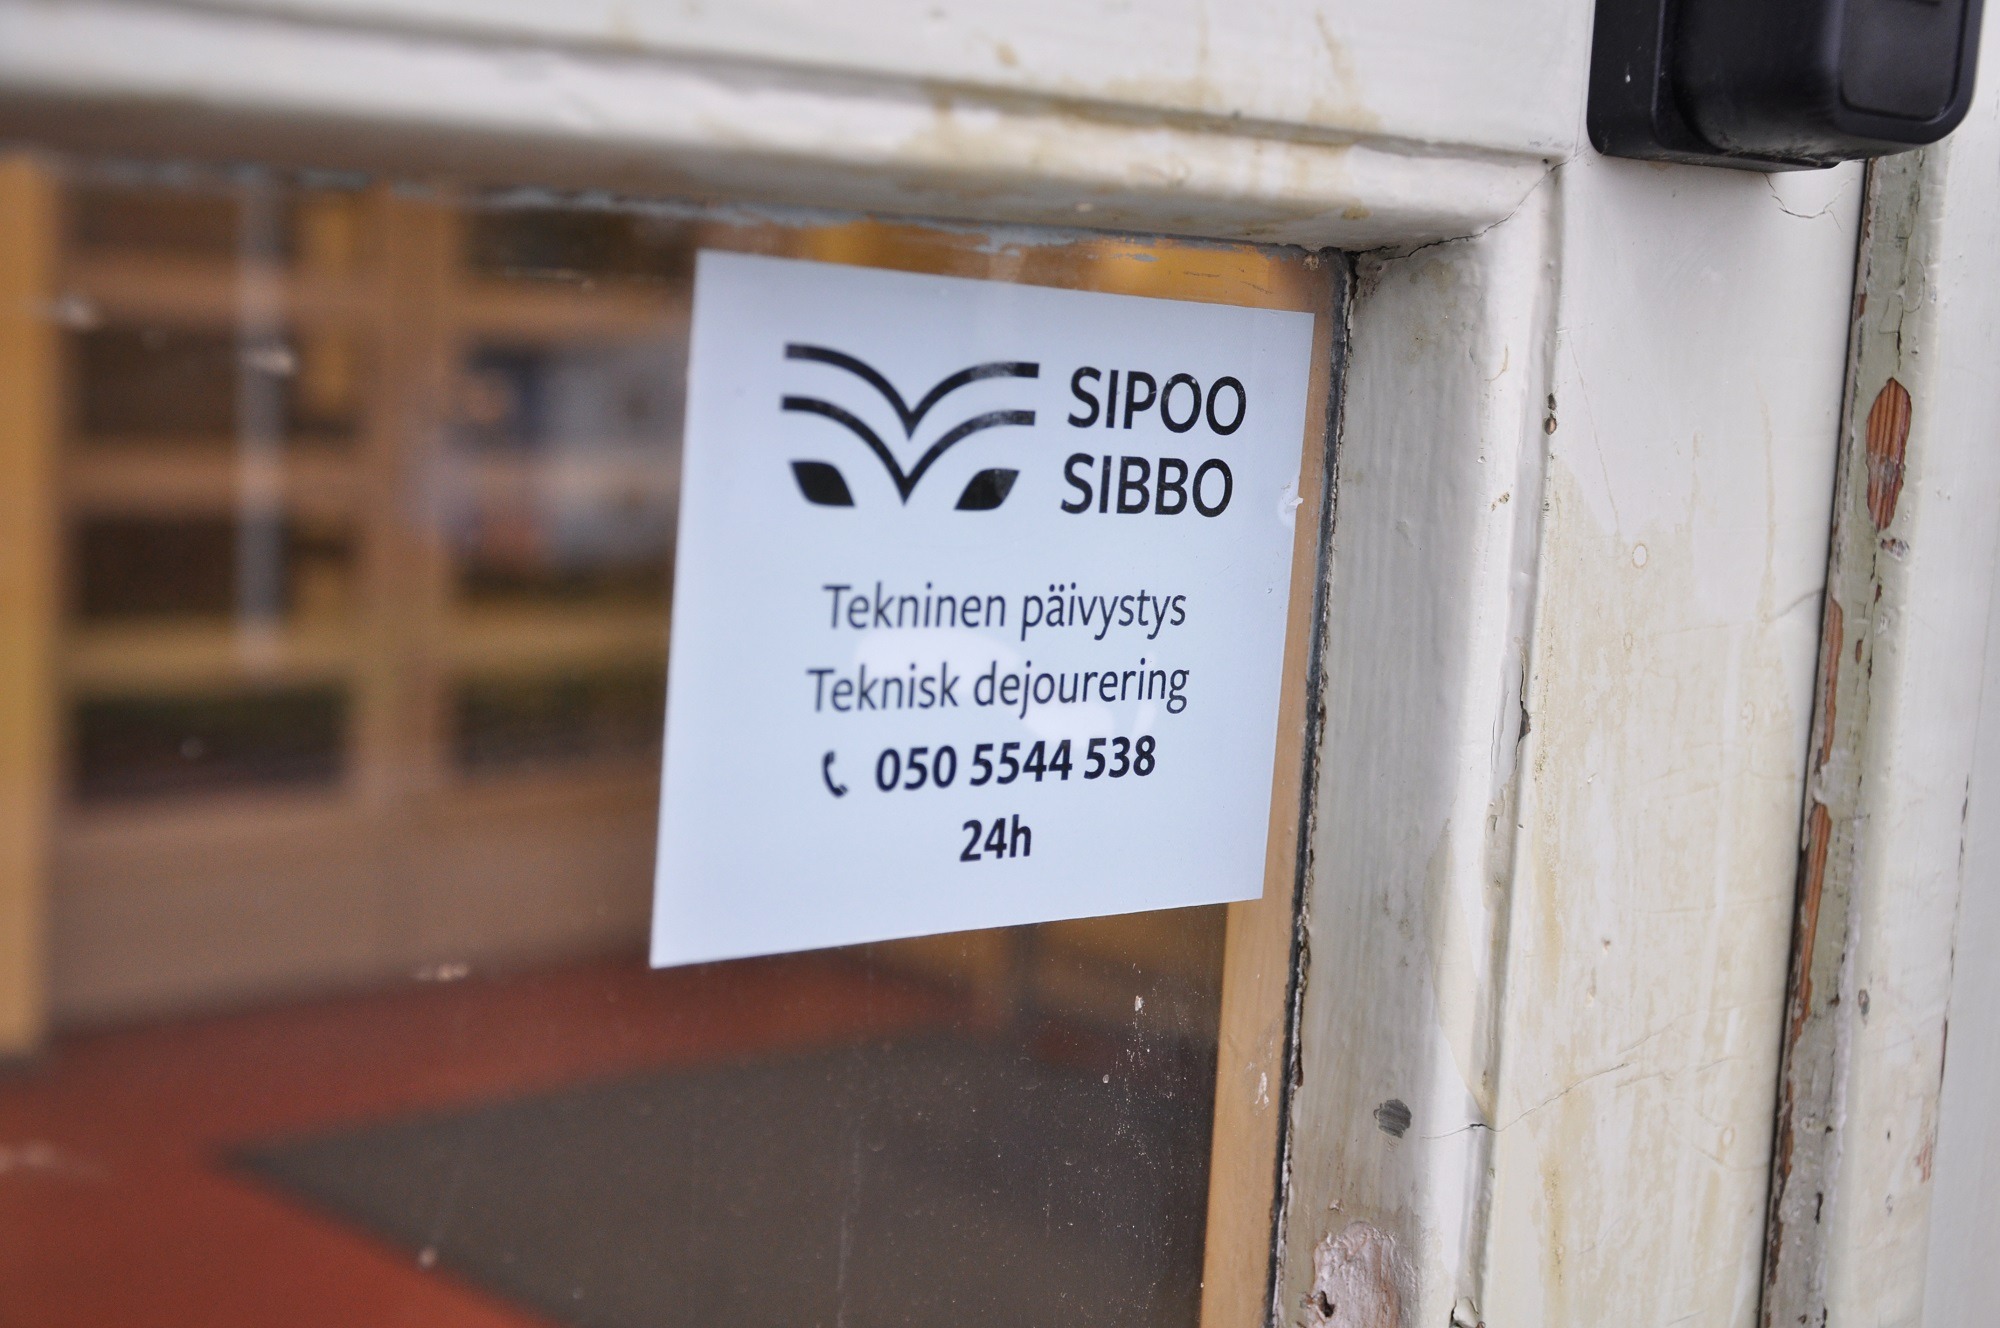 SIPOO
SIBBO
Tekninen päivystys
Teknisk dejourering
050 5544 538
24h